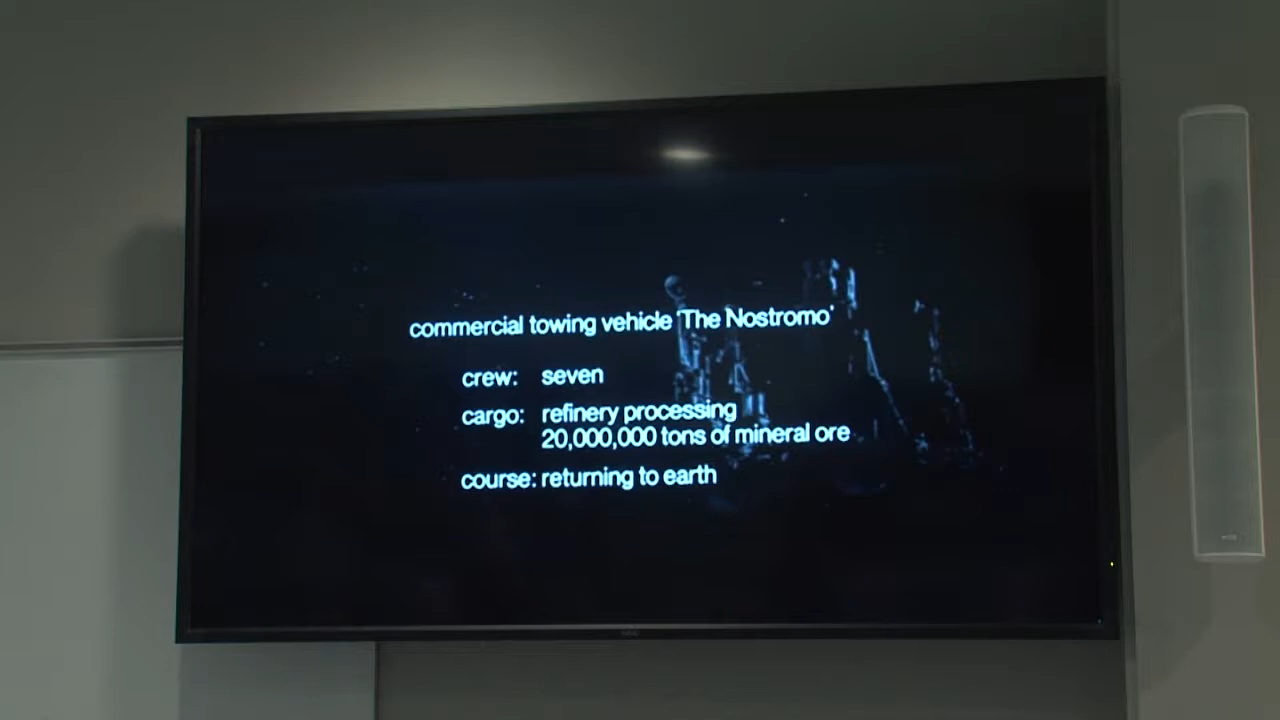 commercial towing vehicle 'The Nostromo'
crew: seven
cargo: refinery processing
20,000,000 tons of mineral ore
course: returning to earth